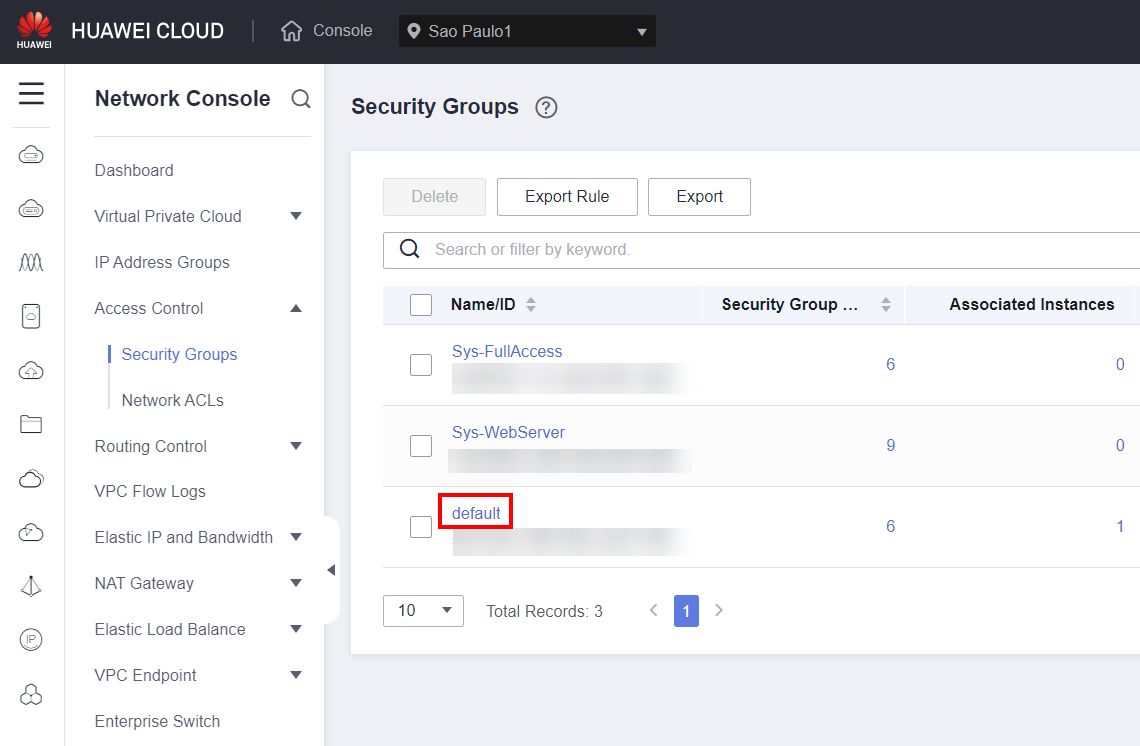 HUAWEI
HUAWEI CLOUD
Console
Sao Paulo1
Network Console
Dashboard
Virtual Private Cloud
IP Address Groups
Access Control
Security Groups
Network ACLs
Routing Control
VPC Flow Logs
Elastic IP and Bandwidth
NAT Gateway
Elastic Load Balance
VPC Endpoint
Enterprise Switch
IP
Security Groups ?
Delete Export Rule Export
Search or filter by keyword.
Name/ID Security Group ... Associated Instances
Sys-FullAccess 6 0
Sys-WebServer 9 0
default 6 1
10 Total Records: 3 < 1 >